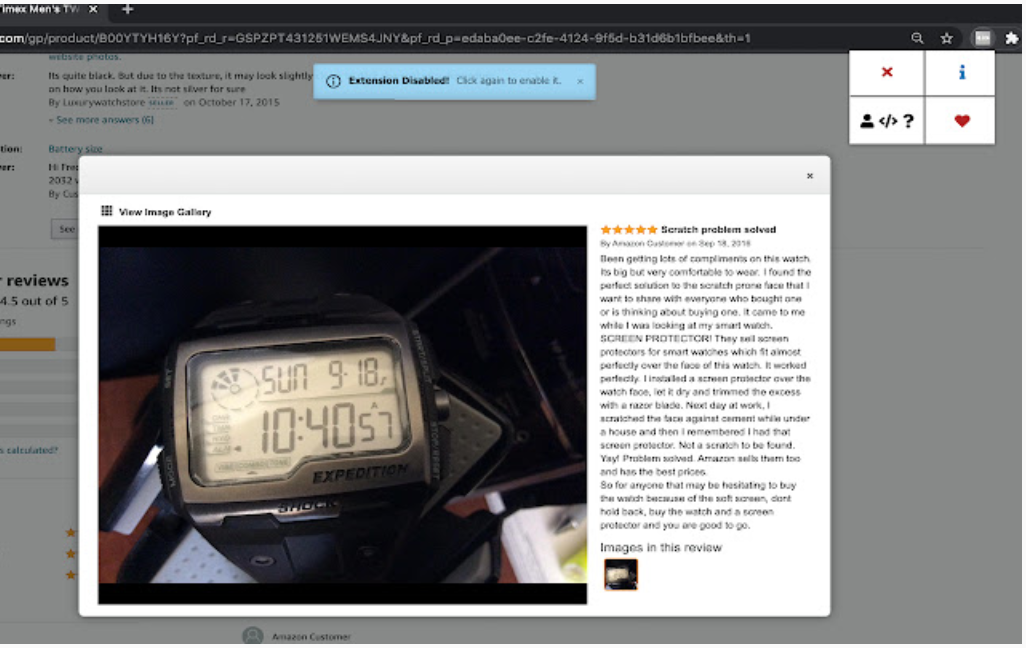 Timex Men's TW
com/gp/product/B00YTYH16Y?pf_rd_r=GSPZPT431251WEMS4JNY&pf_rd_p=edaba0ee-c2fe-4124-9f5d-b31d6b1bfbee&th=1
website photos.
ver:
Its quite black. But due to the texture, it may look slightly
on how you look at it. Its not silver for sure
By Luxurywatchstore SELLER on October 17, 2015
See more answers (6)
Extension Disabled! Click again to enable it. ×
</> ?
tion:
Battery size
ver:
Hi Fred
2032
By Cus
See
r reviews
4.5 out of 5
ngs
s calculated?
View Image Gallery
SUN 9-18,
A
10:40 57
EXPEDITION
SHOCK
Scratch problem solved
By Amazon Customer on Sep 18, 2016
Been getting lots of compliments on this watch.
Its big but very comfortable to wear. I found the
perfect solution to the scratch prone face that I
want to share with everyone who bought one
or is thinking about buying one. It came to me
while I was looking at my smart watch.
SCREEN PROTECTOR! They sell screen
protectors for smart watches which fit almost
perfectly over the face of this watch. It worked
perfectly. I installed a screen protector over the
watch face, let it dry and trimmed the excess
with a razor blade. Next day at work, I
scratched the face against cement while under
a house and then I remembered I had that
screen protector. Not a scratch to be found.
Yay! Problem solved. Amazon sells them too
and has the best prices.
So for anyone that may be hesitating to buy
the watch because of the soft screen, dont
hold back, buy the watch and a screen
protector and you are good to go.
Images in this review
Amazon Customer